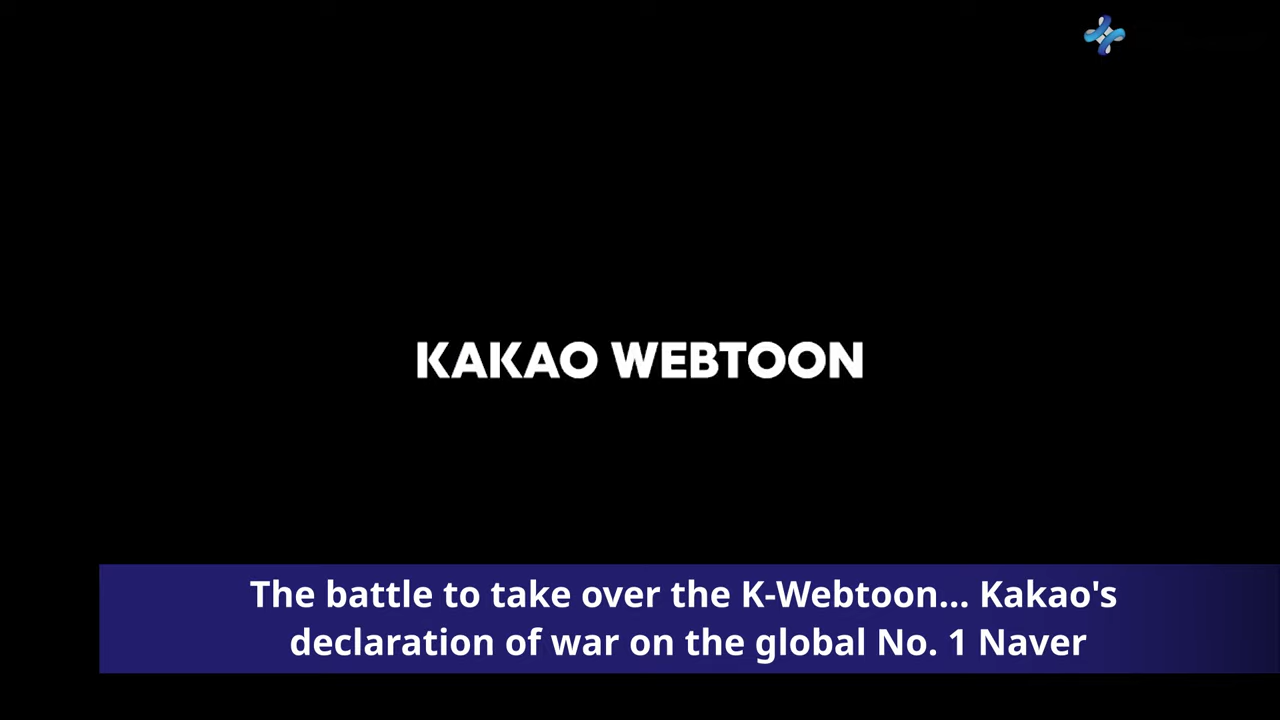 KAKAO WEBTOON
The battle to take over the K-Webtoon... Kakao's
declaration of war on the global No. 1 Naver